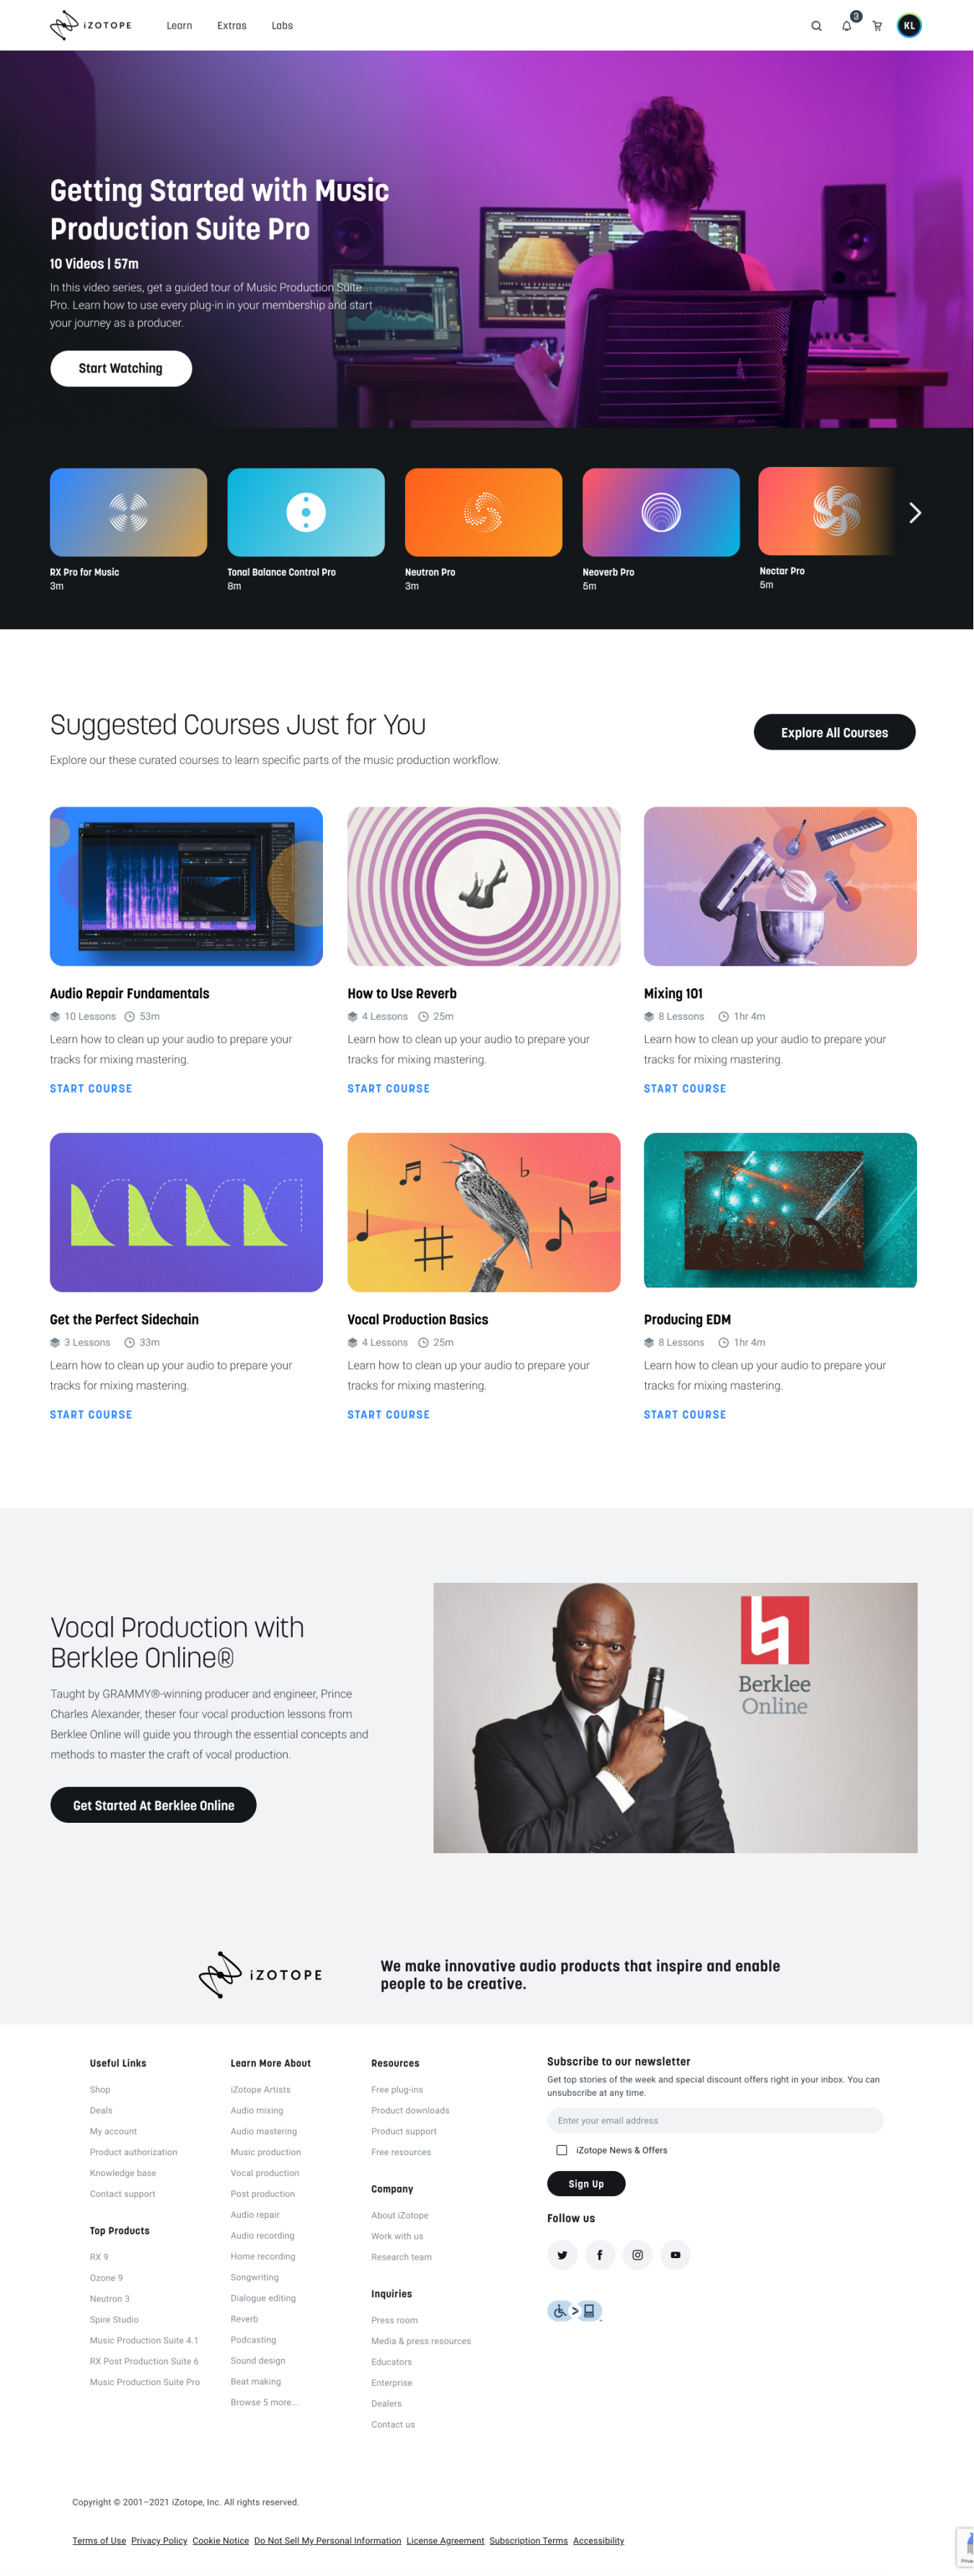 iZOTOPE
Learn
Extras
Labs
3
KL
Getting Started with Music
Production Suite Pro
10 Videos | 57m
In this video series, get a guided tour of Music Production Suite
Pro. Learn how to use every plug-in in your membership and start
your journey as a producer.
Start Watching
RX Pro for Music
3m
Tonal Balance Control Pro
8m
Neutron Pro
3m
Neoverb Pro
5m
Nectar Pro
5m
Suggested Courses Just for You
Explore our these curated courses to learn specific parts of the music production workflow.
Explore All Courses
Audio Repair Fundamentals
10 Lessons 53m
Learn how to clean up your audio to prepare your
tracks for mixing mastering.
START COURSE
How to Use Reverb
4 Lessons 25m
Learn how to clean up your audio to prepare your
tracks for mixing mastering.
START COURSE
Mixing 101
8 Lessons 1hr 4m
Learn how to clean up your audio to prepare your
tracks for mixing mastering.
START COURSE
Get the Perfect Sidechain
3 Lessons 33m
Learn how to clean up your audio to prepare your
tracks for mixing mastering.
START COURSE
Vocal Production Basics
4 Lessons 25m
Learn how to clean up your audio to prepare your
tracks for mixing mastering.
START COURSE
Producing EDM
8 Lessons 1hr 4m
Learn how to clean up your audio to prepare your
tracks for mixing mastering.
START COURSE
Vocal Production with
Berklee Online®
Taught by GRAMMY®-winning producer and engineer, Prince
Charles Alexander, theser four vocal production lessons from
Berklee Online will guide you through the essential concepts and
methods to master the craft of vocal production.
Get Started At Berklee Online
Berklee
Online
iZOTOPE
We make innovative audio products that inspire and enable
people to be creative.
Useful Links
Shop
Deals
My account
Product authorization
Knowledge base
Contact support
Top Products
RX 9
Ozone 9
Neutron 3
Spire Studio
Music Production Suite 4.1
RX Post Production Suite 6
Music Production Suite Pro
Learn More About
iZotope Artists
Audio mixing
Audio mastering
Music production
Vocal production
Post production
Audio repair
Audio recording
Home recording
Songwriting
Dialogue editing
Reverb
Podcasting
Sound design
Beat making
Browse 5 more...
Resources
Free plug-ins
Product downloads
Product support
Free resources
Company
About iZotope
Work with us
Research team
Inquiries
Press room
Media & press resources
Educators
Enterprise
Dealers
Contact us
Subscribe to our newsletter
Get top stories of the week and special discount offers right in your inbox. You can
unsubscribe at any time.
Enter your email address
iZotope News & Offers
Sign Up
Follow us
Copyright © 2001–2021 iZotope, Inc. All rights reserved.
Terms of Use Privacy Policy Cookie Notice Do Not Sell My Personal Information License Agreement Subscription Terms Accessibility